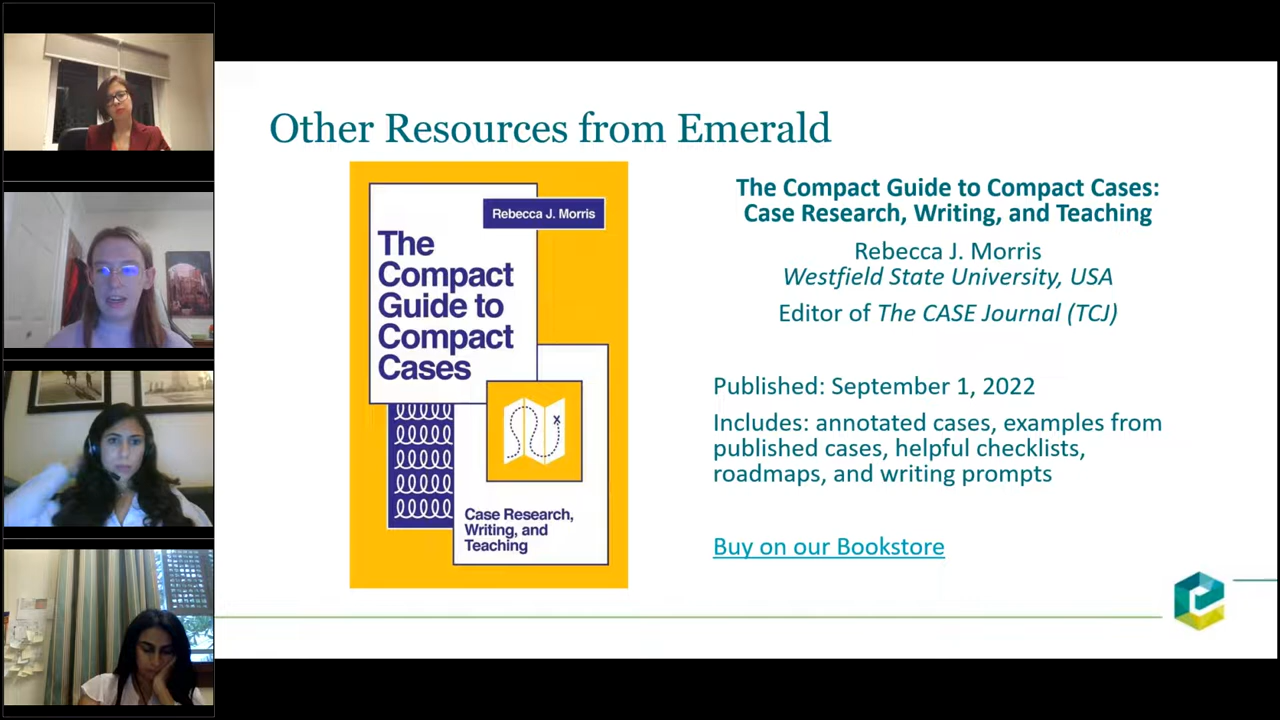 Other Resources from Emerald
Rebecca J. Morris
The
Compact
Guide to
Compact
Cases
Case Research,
Writing, and
Teaching
The Compact Guide to Compact Cases:
Case Research, Writing, and Teaching
Rebecca J. Morris
Westfield State University, USA
Editor of The CASE Journal (TCJ)
Published: September 1, 2022
Includes: annotated cases, examples from
published cases, helpful checklists,
roadmaps, and writing prompts
Buy on our Bookstore